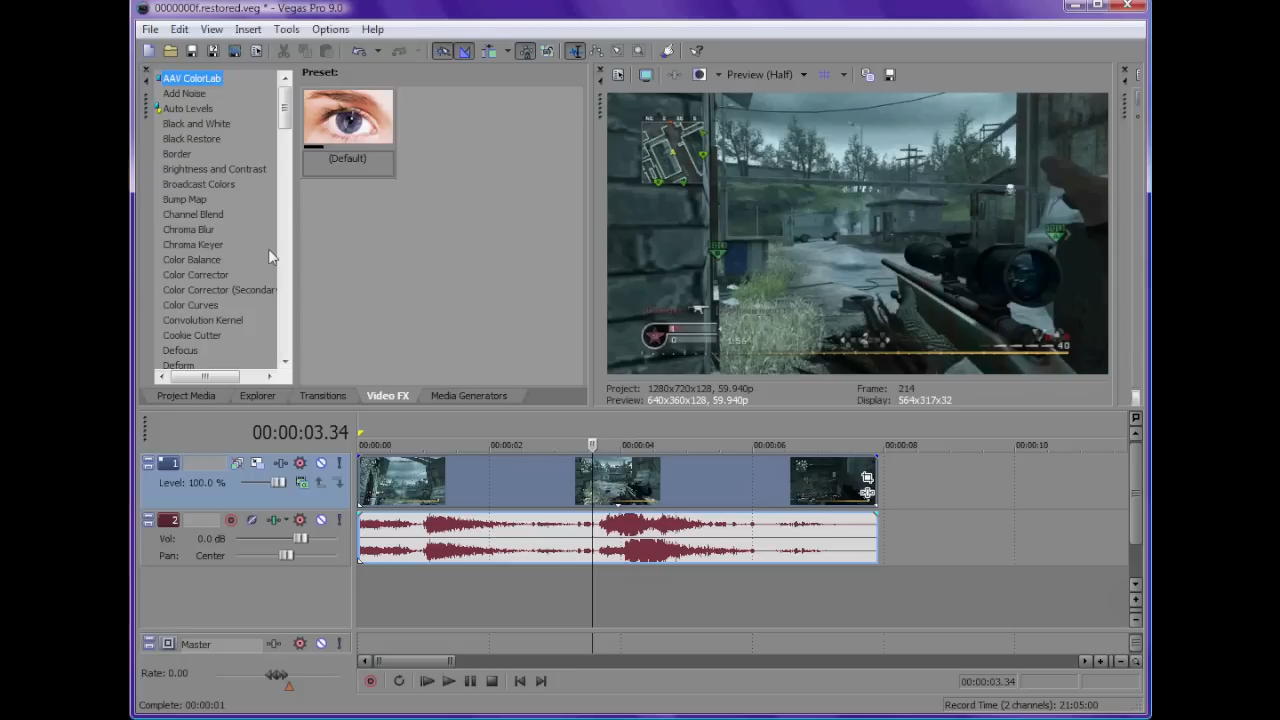 0000000f.restored.veg * - Vegas Pro 9.0
File Edit View Insert Tools Options Help
AAV ColorLab
Add Noise
Auto Levels
Black and White
Black Restore
Border
Brightness and Contrast
Broadcast Colors
Bump Map
Channel Blend
Chroma Blur
Chroma Keyer
Color Balance
Color Corrector
Color Corrector (Secondar
Color Curves
Convolution Kernel
Cookie Cutter
Defocus
Deform
Preset:
(Default)
Preview (Half)
1:56
40
Project: 1280x720x128, 59.940p
Preview: 640x360x128, 59.940p
Frame: 214
Display: 564x317x32
Project Media Explorer Transitions Video FX Media Generators
00:00:03.34
00:00:00 00:00:02 00:00:04 00:00:06 00:00:08 00:00:10
1
Level: 100.0 %
2
Vol: 0.0 dB
Pan: Center
Master
Rate: 0.00
00:00:03.34
Complete: 00:00:01
Record Time (2 channels): 21:05:00